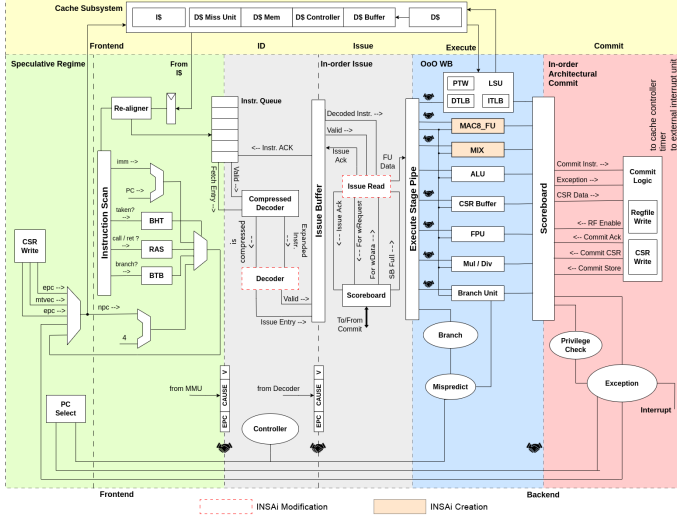 Cache Subsystem
I$
D$ Miss Unit
D$ Mem
D$ Controller
D$ Buffer
D$
Frontend
From
I$
ID
Issue
Execute
Commit
Speculative Regime
In-order Issue
OoO WB
In-order
Architectural
Commit
to cache controller
timer
to external interrupt unit
Re-aligner
Instr. Queue
PTW
LSU
DTLB
ITLB
Decoded Instr. -->
Valid -->
Issue
Ack
FU
Data
MAC8_FU
MIX
ALU
CSR Buffer
FPU
Mul / Div
Branch Unit
<-- Instr. ACK
Instruction Scan
imm -->
PC -->
taken?
-->
BHT
call / ret ?
-->
RAS
branch?
-->
BTB
Valid -->
Fetch Entry -->
Compressed
Decoder
is
compressed
<--
<--
Instr.
Expanded
Decoder
Valid -->
Issue Entry -->
Issue Buffer
Issue Read
<--- Issue Ack
<--- For wRequest
For wData --->
SB Full --->
Scoreboard
To/From
Commit
Execute Stage Pipe
Scoreboard
Commit Instr. -->
Exception -->
CSR Data -->
<-- RF Enable
<-- Commit Ack
<-- Commit CSR
<-- Commit Store
Commit
Logic
Regfile
Write
CSR
Write
CSR
Write
epc -->
mtvec -->
epc -->
npc -->
4
Branch
Mispredict
Privilege
Check
Exception
Interrupt
from MMU
EPC
CAUSE
V
from Decoder
EPC
CAUSE
V
PC
Select
Controller
Frontend
Backend
INSAi Modification
INSAi Creation